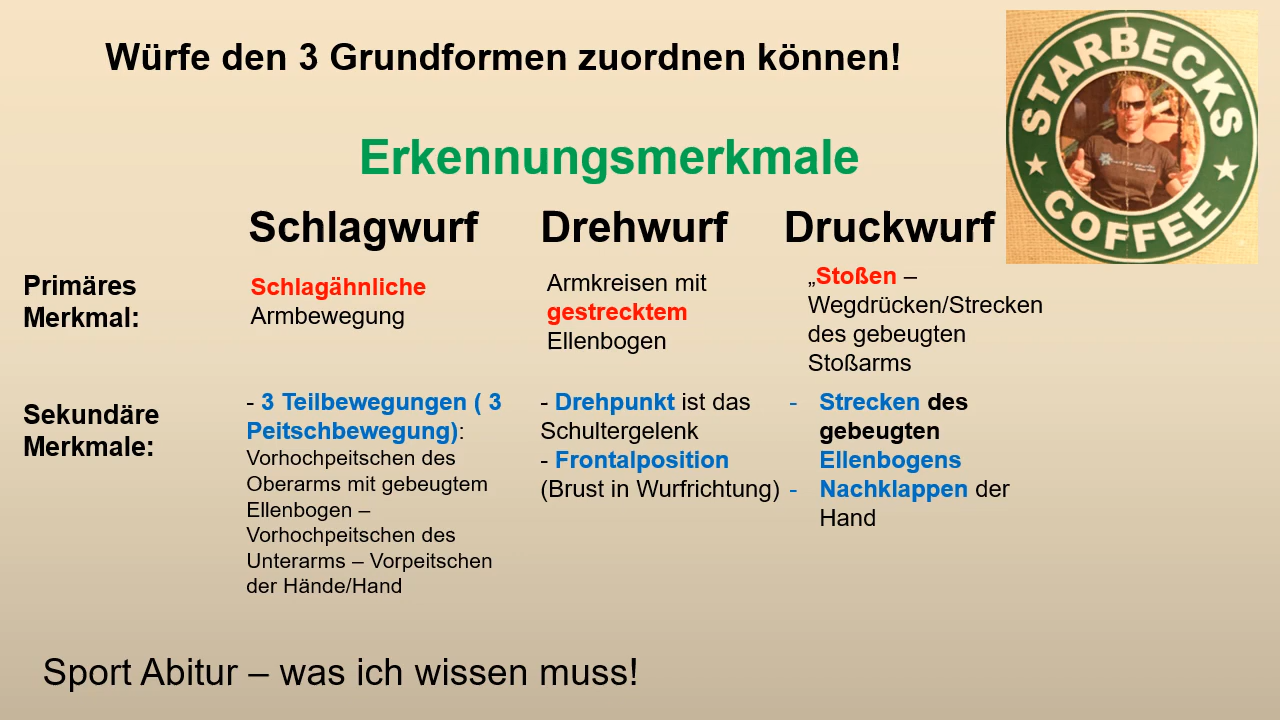 Würfe den 3 Grundformen zuordnen können!
STARBECKS
COFFEE
Erkennungsmerkmale
Schlagwurf Drehwurf Druckwurf
Primäres
Merkmal:
Schlagähnliche
Armbewegung
Armkreisen mit
gestrecktem
Ellenbogen
„Stoßen –
Wegdrücken/Strecken
des gebeugten
Stoßarms
Sekundäre
Merkmale:
- 3 Teilbewegungen ( 3
Peitschbewegung):
Vorhochpeitschen des
Oberarms mit gebeugtem
Ellenbogen –
Vorhochpeitschen des
Unterarms – Vorpeitschen
der Hände/Hand
- Drehpunkt ist das
Schultergelenk
- Frontalposition
(Brust in Wurfrichtung)
- Strecken des
gebeugten
Ellenbogens
- Nachklappen der
Hand
Sport Abitur – was ich wissen muss!